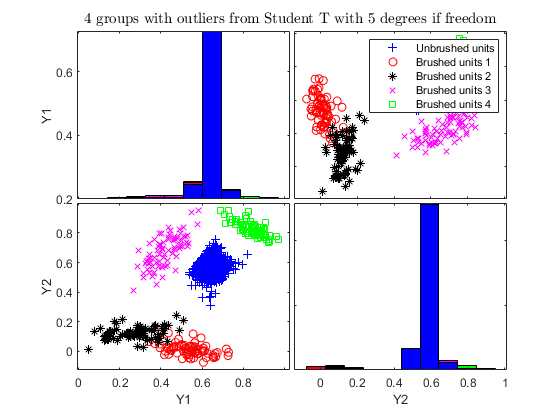 4 groups with outliers from Student T with 5 degrees if freedom
Unbrushed units
Brushed units 1
Brushed units 2
Brushed units 3
Brushed units 4
Y1
0.6
0.4
0.2
Y2
0.8
0.6
0.4
0.2
0
0 0.2 0.4 0.6 0.8
0 0.2 0.4 0.6 0.8 1
Y1
Y2